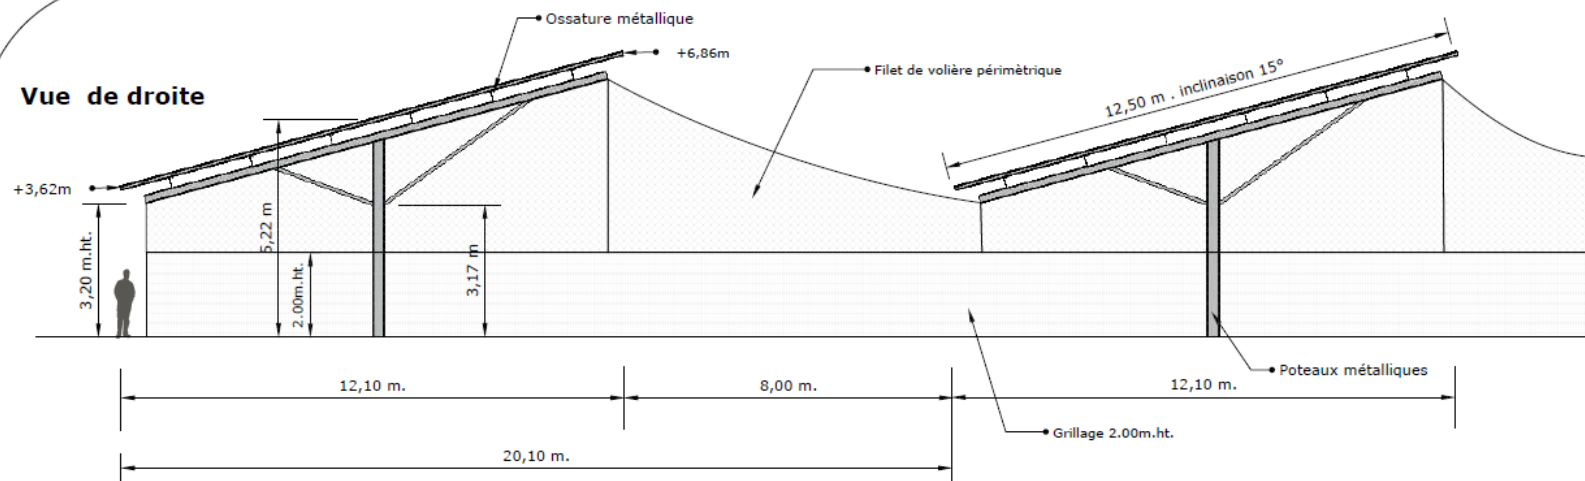 Ossature métallique
+6,86m
Filet de volière périmètrique
12,50 m . inclinaison 15°
Vue de droite
+3,62m
3,20 m.ht.
5,22 m
2.00m.ht.
3,17 m
Poteaux métalliques
12,10 m.
8,00 m.
12,10 m.
Grillage 2.00m.ht.
20,10 m.